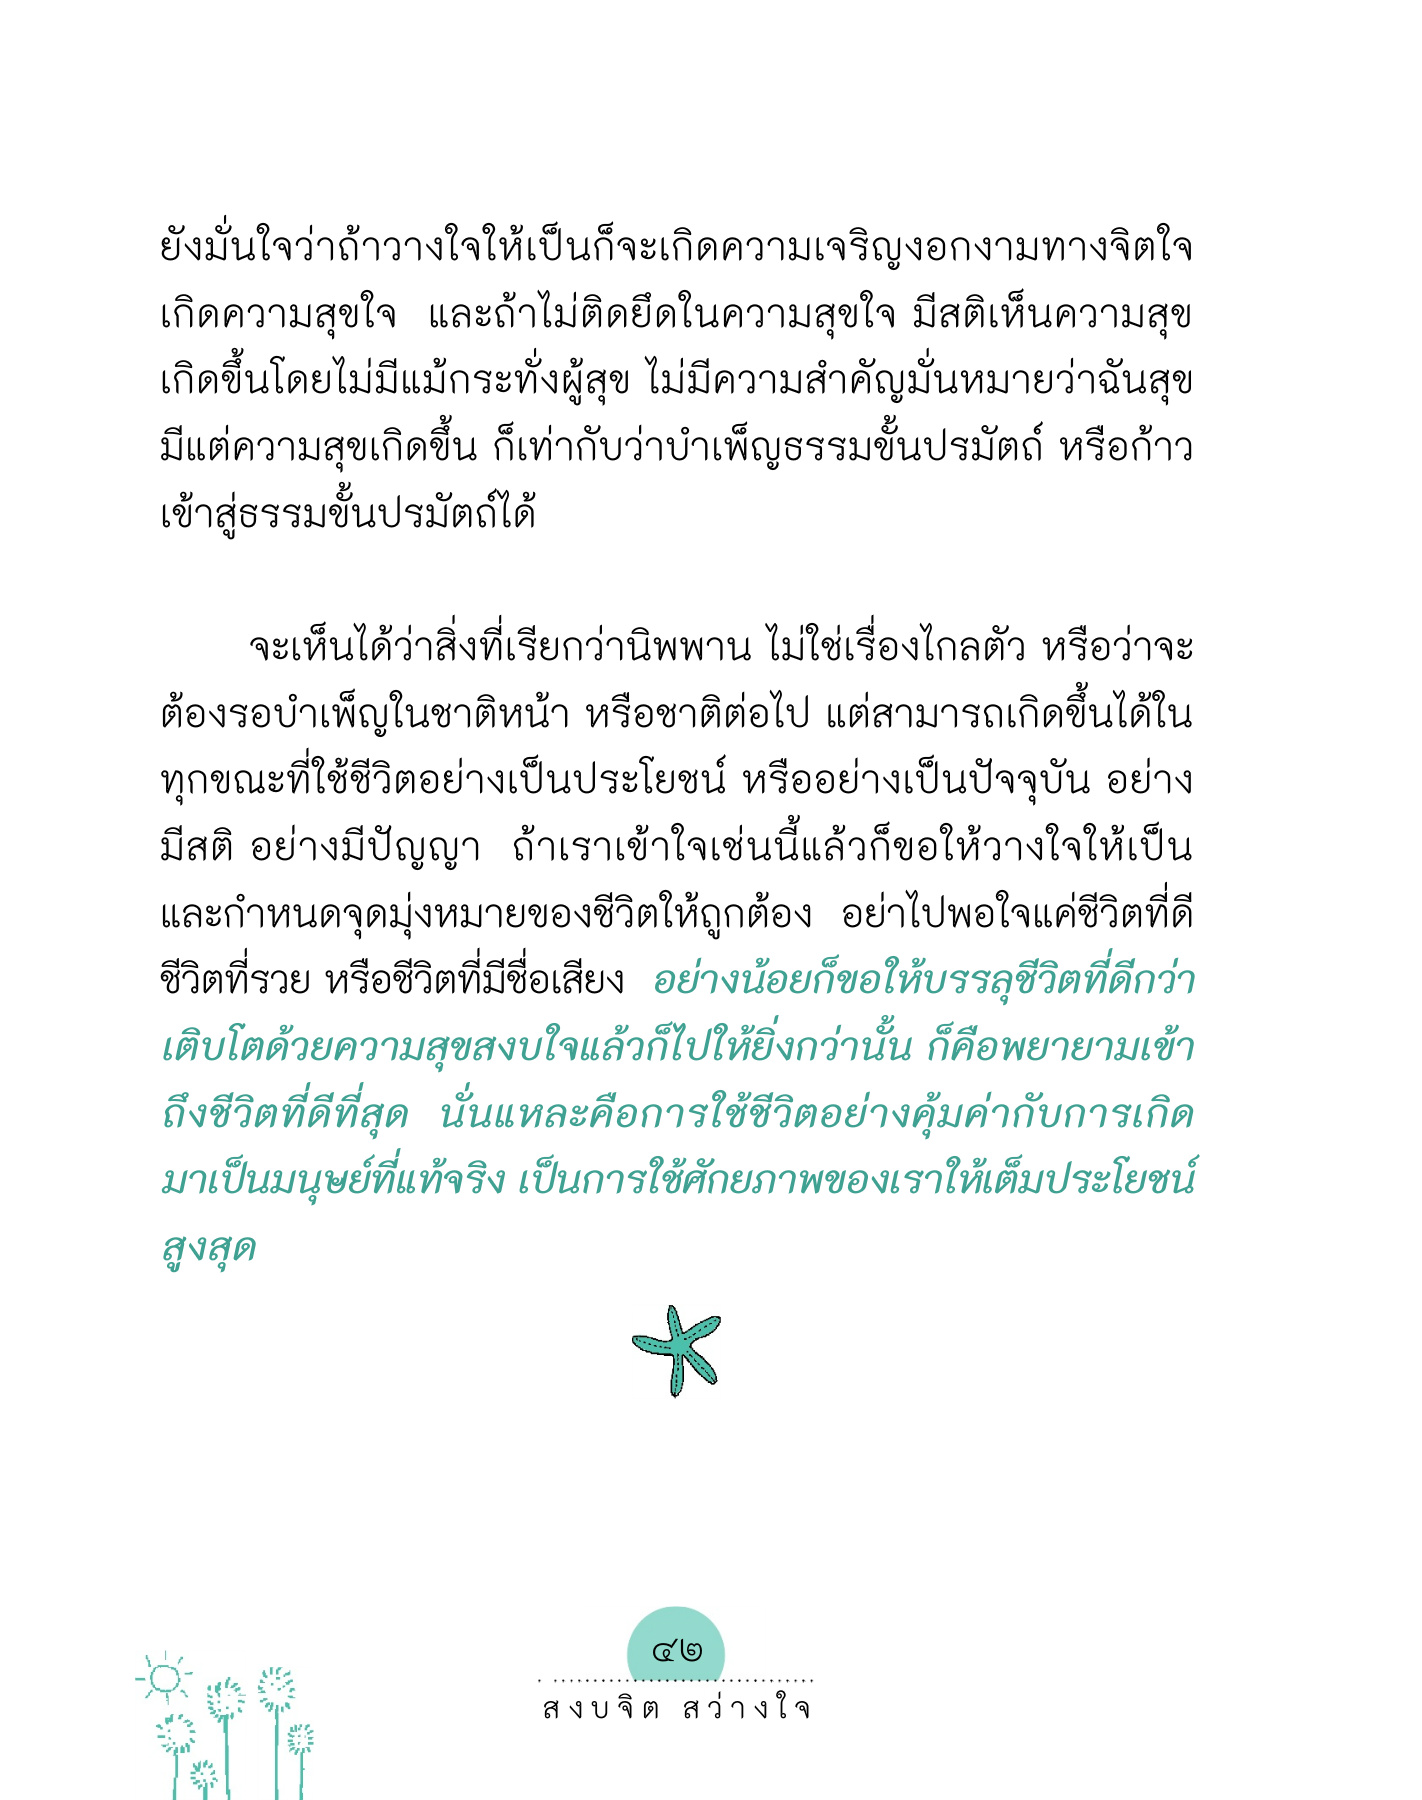 ยังมั่นใจว่าถ้าวางใจให้เป็นก็จะเกิดความเจริญงอกงามทางจิตใจ
เกิดความสุขใจ  และถ้าไม่ติดยึดในความสุขใจ มีสติเห็นความสุข
เกิดขึ้นโดยไม่มีแม้กระทั่งผู้สุข ไม่มีความสำคัญมั่นหมายว่าฉันสุข
มีแต่ความสุขเกิดขึ้น ก็เท่ากับว่าบำเพ็ญธรรมขั้นปรมัตถ์ หรือก้าว
เข้าสู่ธรรมขั้นปรมัตถ์ได้
จะเห็นได้ว่าสิ่งที่เรียกว่านิพพาน ไม่ใช่เรื่องไกลตัว หรือว่าจะ
ต้องรอบำเพ็ญในชาติหน้า หรือชาติต่อไป แต่สามารถเกิดขึ้นได้ใน
ทุกขณะที่ใช้ชีวิตอย่างเป็นประโยชน์ หรืออย่างเป็นปัจจุบัน อย่าง
มีสติ อย่างมีปัญญา  ถ้าเราเข้าใจเช่นนี้แล้วก็ขอให้วางใจให้เป็น
และกำหนดจุดมุ่งหมายของชีวิตให้ถูกต้อง  อย่าไปพอใจแค่ชีวิตที่ดี
ชีวิตที่รวย หรือชีวิตที่มีชื่อเสียง  อย่างน้อยก็ขอให้บรรลุชีวิตที่ดีกว่า
เติบโตด้วยความสุขสงบใจแล้วก็ไปให้ยิ่งกว่านั้น ก็คือพยายามเข้า
ถึงชีวิตที่ดีที่สุด  นั่นแหละคือการใช้ชีวิตอย่างคุ้มค่ากับการเกิด
มาเป็นมนุษย์ที่แท้จริง เป็นการใช้ศักยภาพของเราให้เต็มประโยชน์
สูงสุด
๔๒
สงบจิต สว่างใจ